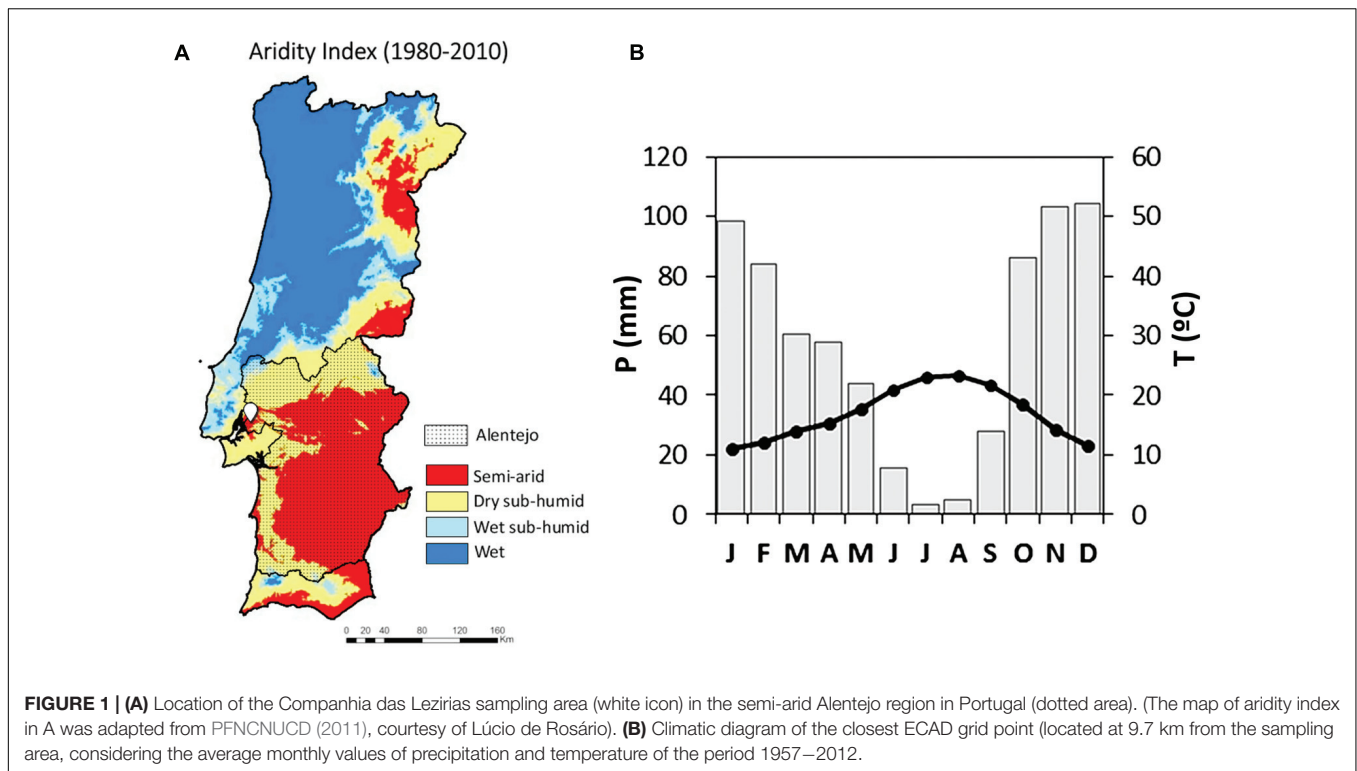 A
Aridity Index (1980-2010)
Alentejo
Semi-arid
Dry sub-humid
Wet sub-humid
Wet
0 20 40 80 120 160
Km
B
P (mm)
120
100
80
60
40
20
0
T (ºC)
60
50
40
30
20
10
0
J F M A M J J A S O N D
FIGURE 1 | (A) Location of the Companhia das Lezirias sampling area (white icon) in the semi-arid Alentejo region in Portugal (dotted area). (The map of aridity index
in A was adapted from PFNCNUCD (2011), courtesy of Lúcio de Rosário). (B) Climatic diagram of the closest ECAD grid point (located at 9.7 km from the sampling
area, considering the average monthly values of precipitation and temperature of the period 1957−2012.